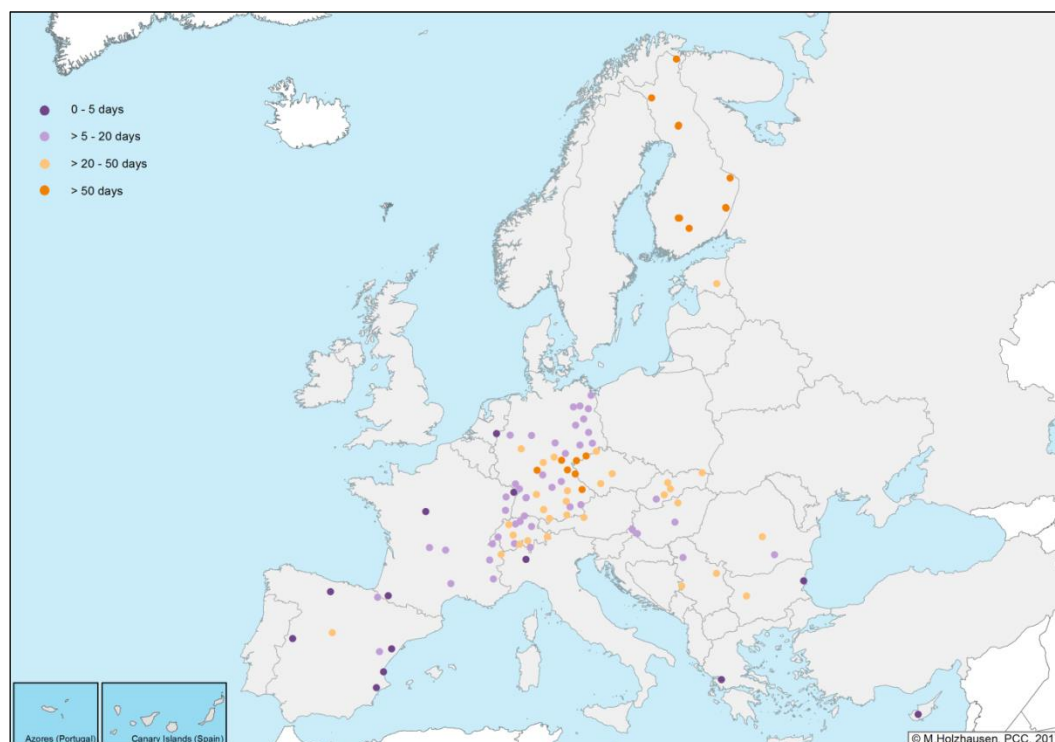 0 - 5 days
> 5 - 20 days
> 20 - 50 days
> 50 days
Azores (Portugal)
Canary Islands (Spain)
© M Holzhausen, PCC, 201